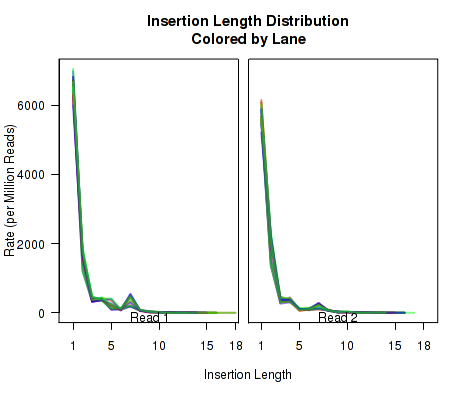 Insertion Length Distribution
Colored by Lane
Rate (per Million Reads)
6000
4000
2000
0
Read 1
Read 2
1 5 10 15 18
1 5 10 15 18
Insertion Length